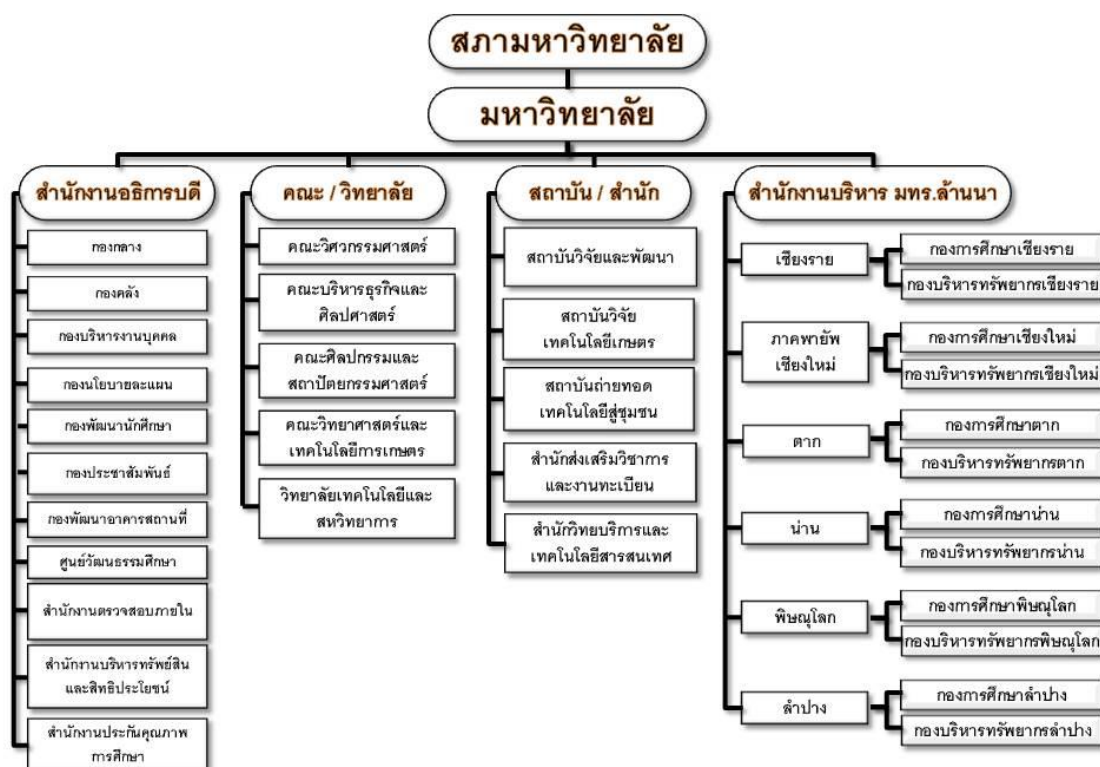 สภามหาวิทยาลัย
มหาวิทยาลัย
สำนักงานอธิการบดี
กองกลาง
กองคลัง
กองบริหารงานบุคคล
กองนโยบายละแผน
กองพัฒนานักศึกษา
กองประชาสัมพันธ์
กองพัฒนาอาคารสถานที่
ศูนย์วัฒนธรรมศึกษา
สำนักงานตรวจสอบภายใน
สำนักงานบริหารทรัพย์สิน
และสิทธิประโยชน์
สำนักงานประกันคุณภาพ
การศึกษา
คณะ / วิทยาลัย
คณะวิศวกรรมศาสตร์
คณะบริหารธุรกิจและ
ศิลปศาสตร์
คณะศิลปกรรมและ
สถาปัตยกรรมศาสตร์
คณะวิทยาศาสตร์และ
เทคโนโลยีการเกษตร
วิทยาลัยเทคโนโลยีและ
สหวิทยาการ
สถาบัน / สำนัก
สถาบันวิจัยและพัฒนา
สถาบันวิจัย
เทคโนโลยีเกษตร
สถาบันถ่ายทอด
เทคโนโลยีสู่ชุมชน
สำนักส่งเสริมวิชาการ
และงานทะเบียน
สำนักวิทยบริการและ
เทคโนโลยีสารสนเทศ
สำนักงานบริหาร มทร.ล้านนา
เชียงราย
กองการศึกษาเชียงราย
กองบริหารทรัพยากรเชียงราย
ภาคพายัพ
เชียงใหม่
กองการศึกษาเชียงใหม่
กองบริหารทรัพยากรเชียงใหม่
ตาก
กองการศึกษาตาก
กองบริหารทรัพยากรตาก
น่าน
กองการศึกษาน่าน
กองบริหารทรัพยากรน่าน
พิษณุโลก
กองการศึกษาพิษณุโลก
กองบริหารทรัพยากรพิษณุโลก
ลำปาง
กองการศึกษาลำปาง
กองบริหารทรัพยากรลำปาง